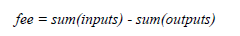 fee = sum(inputs) - sum(outputs)